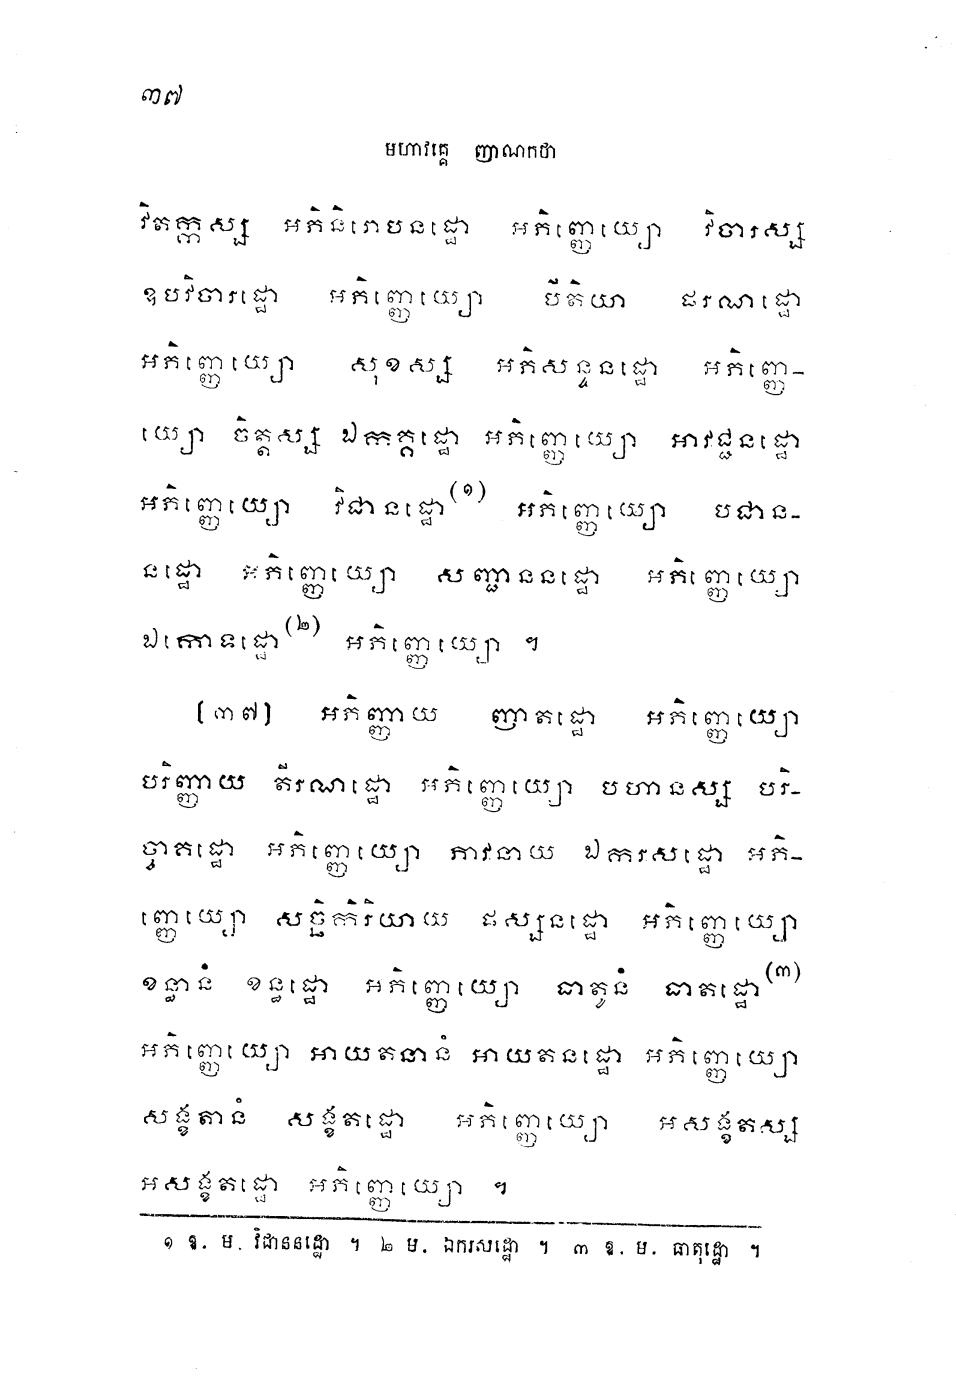 ៣៧
មហាវគ្គេ ញាណកថា
វិតក្កស្ស អភិនិរោបនដ្ឋោ អភិញ្ញេយ្យោ វិចារស្ស
ឧបវិចារដ្ឋោ អភិញ្ញេយ្យោ បីតិយា ផរណដ្ឋោ
អភិញ្ញេយ្យោ សុខស្ស អភិសន្ទនដ្ឋោ អភិញ្ញេ-
យ្យោ ចិត្តស្ស ឯកត្តដ្ឋោ អភិញ្ញេយ្យោ អាវជ្ជនដ្ឋោ
អភិញ្ញេយ្យោ វិជានដ្ឋោ(១) អភិញ្ញេយ្យោ បជាន-
នដ្ឋោ អភិញ្ញេយ្យោ សញ្ជាននដ្ឋោ អភិញ្ញេយ្យោ
ឯកោទដ្ឋោ(២) អភិញ្ញេយ្យោ ។
[៣៧] អភិញ្ញាយ ញាតដ្ឋោ អភិញ្ញេយ្យោ
បរិញ្ញាយ តីរណដ្ឋោ អភិញ្ញេយ្យោ បហានស្ស បរិ-
ច្ចាគដ្ឋោ អភិញ្ញេយ្យោ ភាវនាយ ឯករសដ្ឋោ អភិ-
ញ្ញេយ្យោ សច្ឆិកិរិយាយ ផស្សនដ្ឋោ អភិញ្ញេយ្យោ
ខន្ធានំ ខន្ធដ្ឋោ អភិញ្ញេយ្យោ ធាតូនំ ធាតដ្ឋោ(៣)
អភិញ្ញេយ្យោ អាយតនានំ អាយតនដ្ឋោ អភិញ្ញេយ្យោ
សង្ខតានំ សង្ខតដ្ឋោ អភិញ្ញេយ្យោ អសង្ខតស្ស
អសង្ខតដ្ឋោ អភិញ្ញេយ្យោ ។
១ ឱ. ម. វិជាននដ្ឋោ ។ ២ ម. ឯករសដ្ឋោ ។ ៣ ឱ. ម. ធាតុដ្ឋោ ។